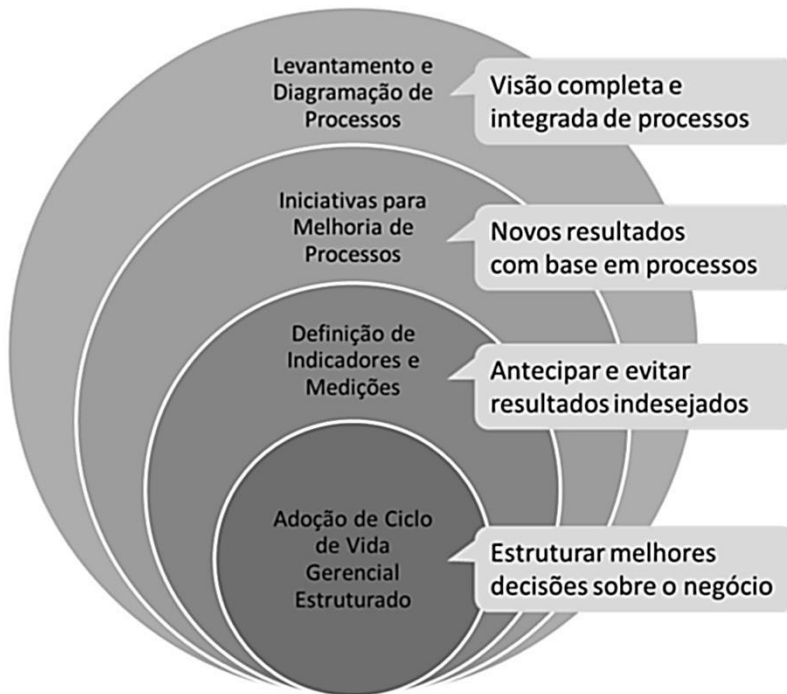 Levantamento e
Diagramação de
Processos
Visão completa e
integrada de processos
Iniciativas para
Melhoria de
Processos
Novos resultados
com base em processos
Definição de
Indicadores e
Medições
Antecipar e evitar
resultados indesejados
Adoção de Ciclo
de Vida
Gerencial
Estruturado
Estruturar melhores
decisões sobre o negócio